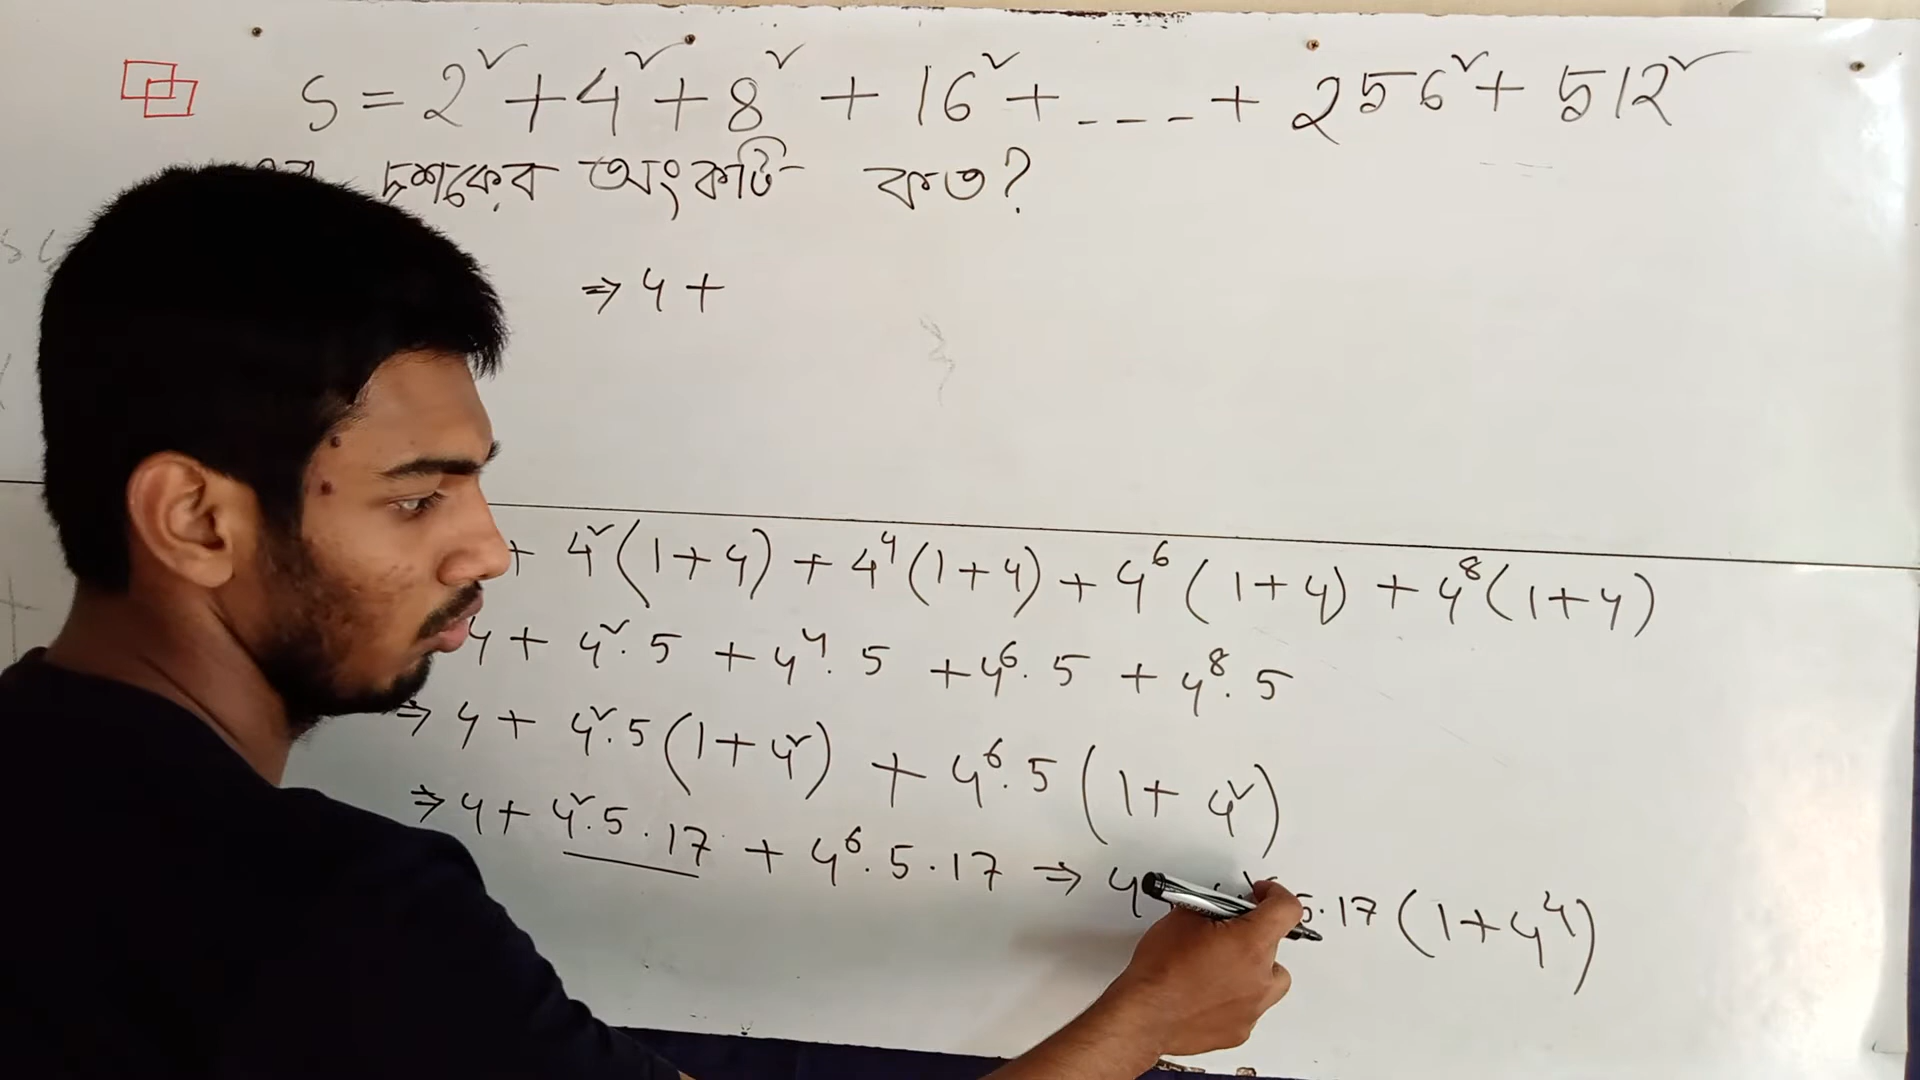 S = 2² + 4² + 8² + 16² + --- + 256² + 512²
দশকের অংকটি কত?
⇒ 4 +
+ 4²(1+4) + 4⁴(1+4) + 4⁶(1+4) + 4⁸(1+4)
4 + 4².5 + 4⁴.5 + 4⁶.5 + 4⁸.5
⇒ 4 + 4².5(1+4²) + 4⁶.5(1+4²)
⇒ 4 + 4².5.17 + 4⁶.5.17 ⇒ 4 5.17(1+4⁴)